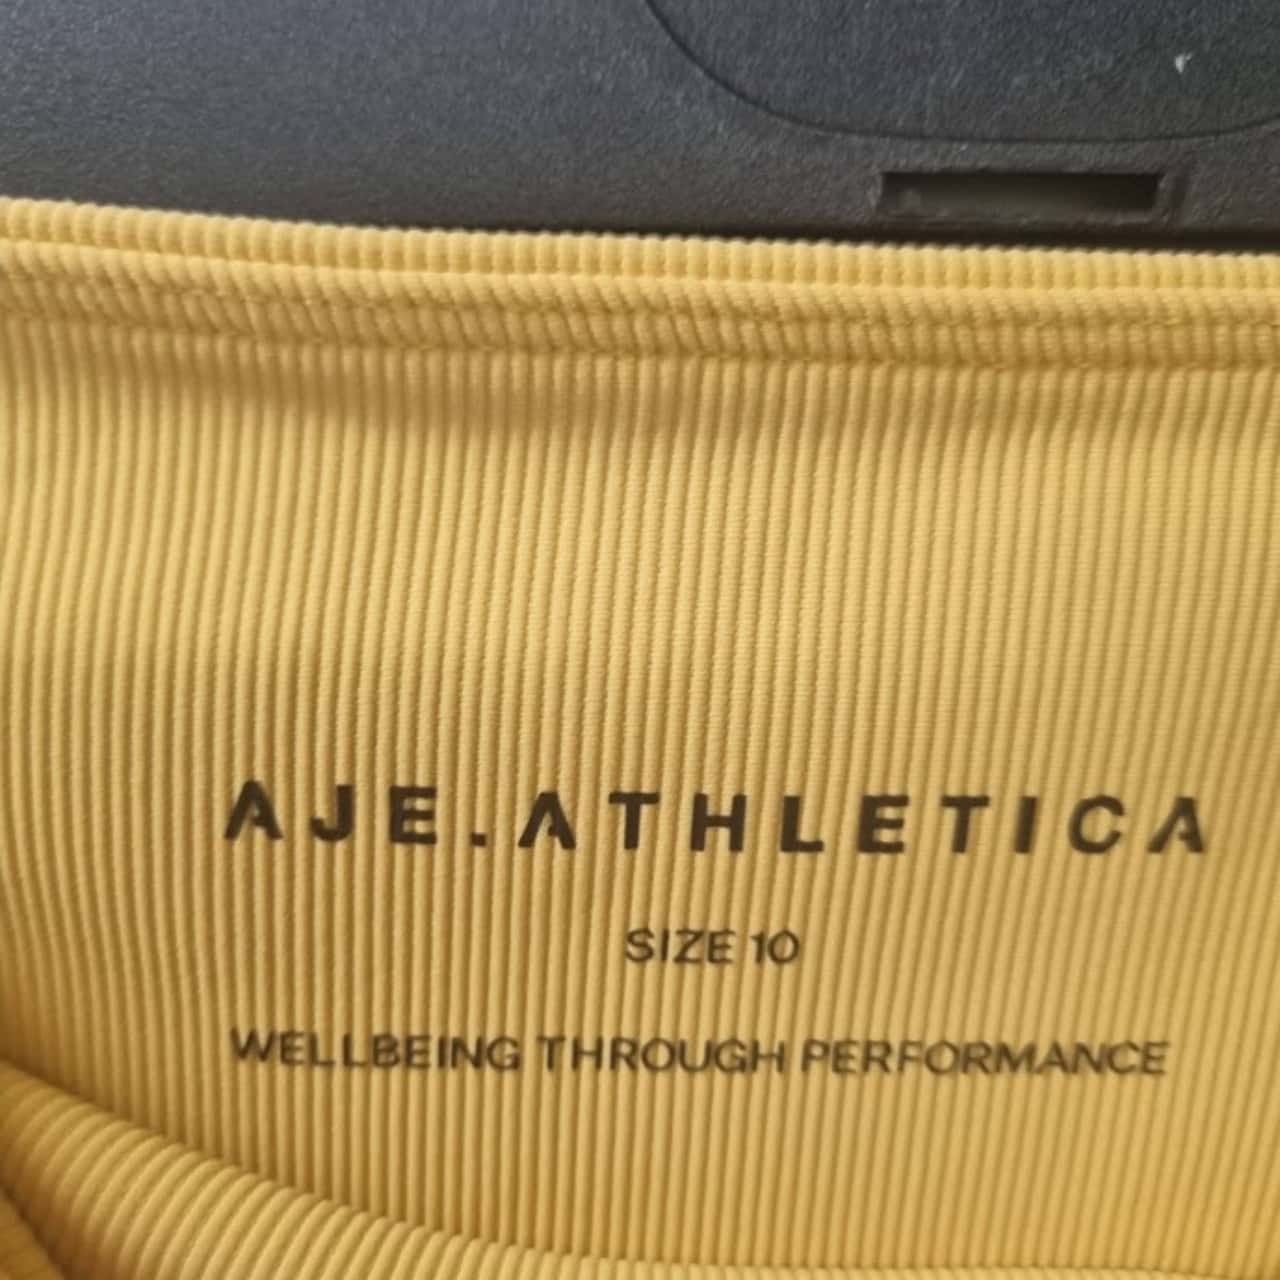 AJE.ATHLETICA
SIZE 10
WELLBEING THROUGH PERFORMANCE